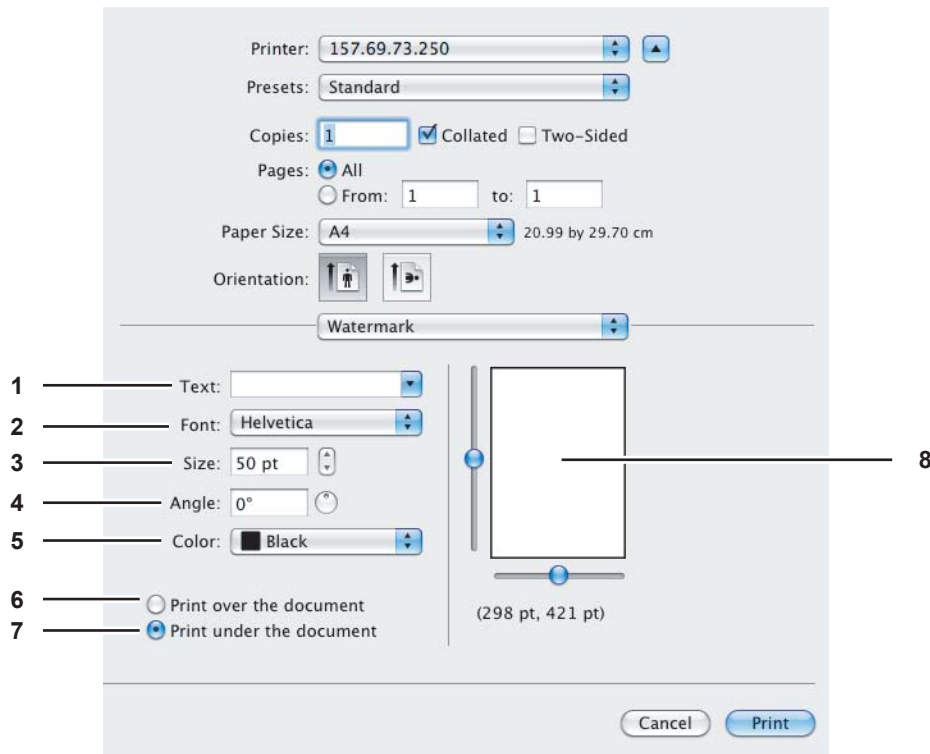 Printer: 157.69.73.250
Presets: Standard
Copies: 1 Collated Two-Sided
Pages: All
From: 1 to: 1
Paper Size: A4 20.99 by 29.70 cm
Orientation:
Watermark
1 Text:
2 Font: Helvetica
3 Size: 50 pt
4 Angle: 0°
5 Color: Black
8
6 Print over the document
7 Print under the document
(298 pt, 421 pt)
Cancel Print